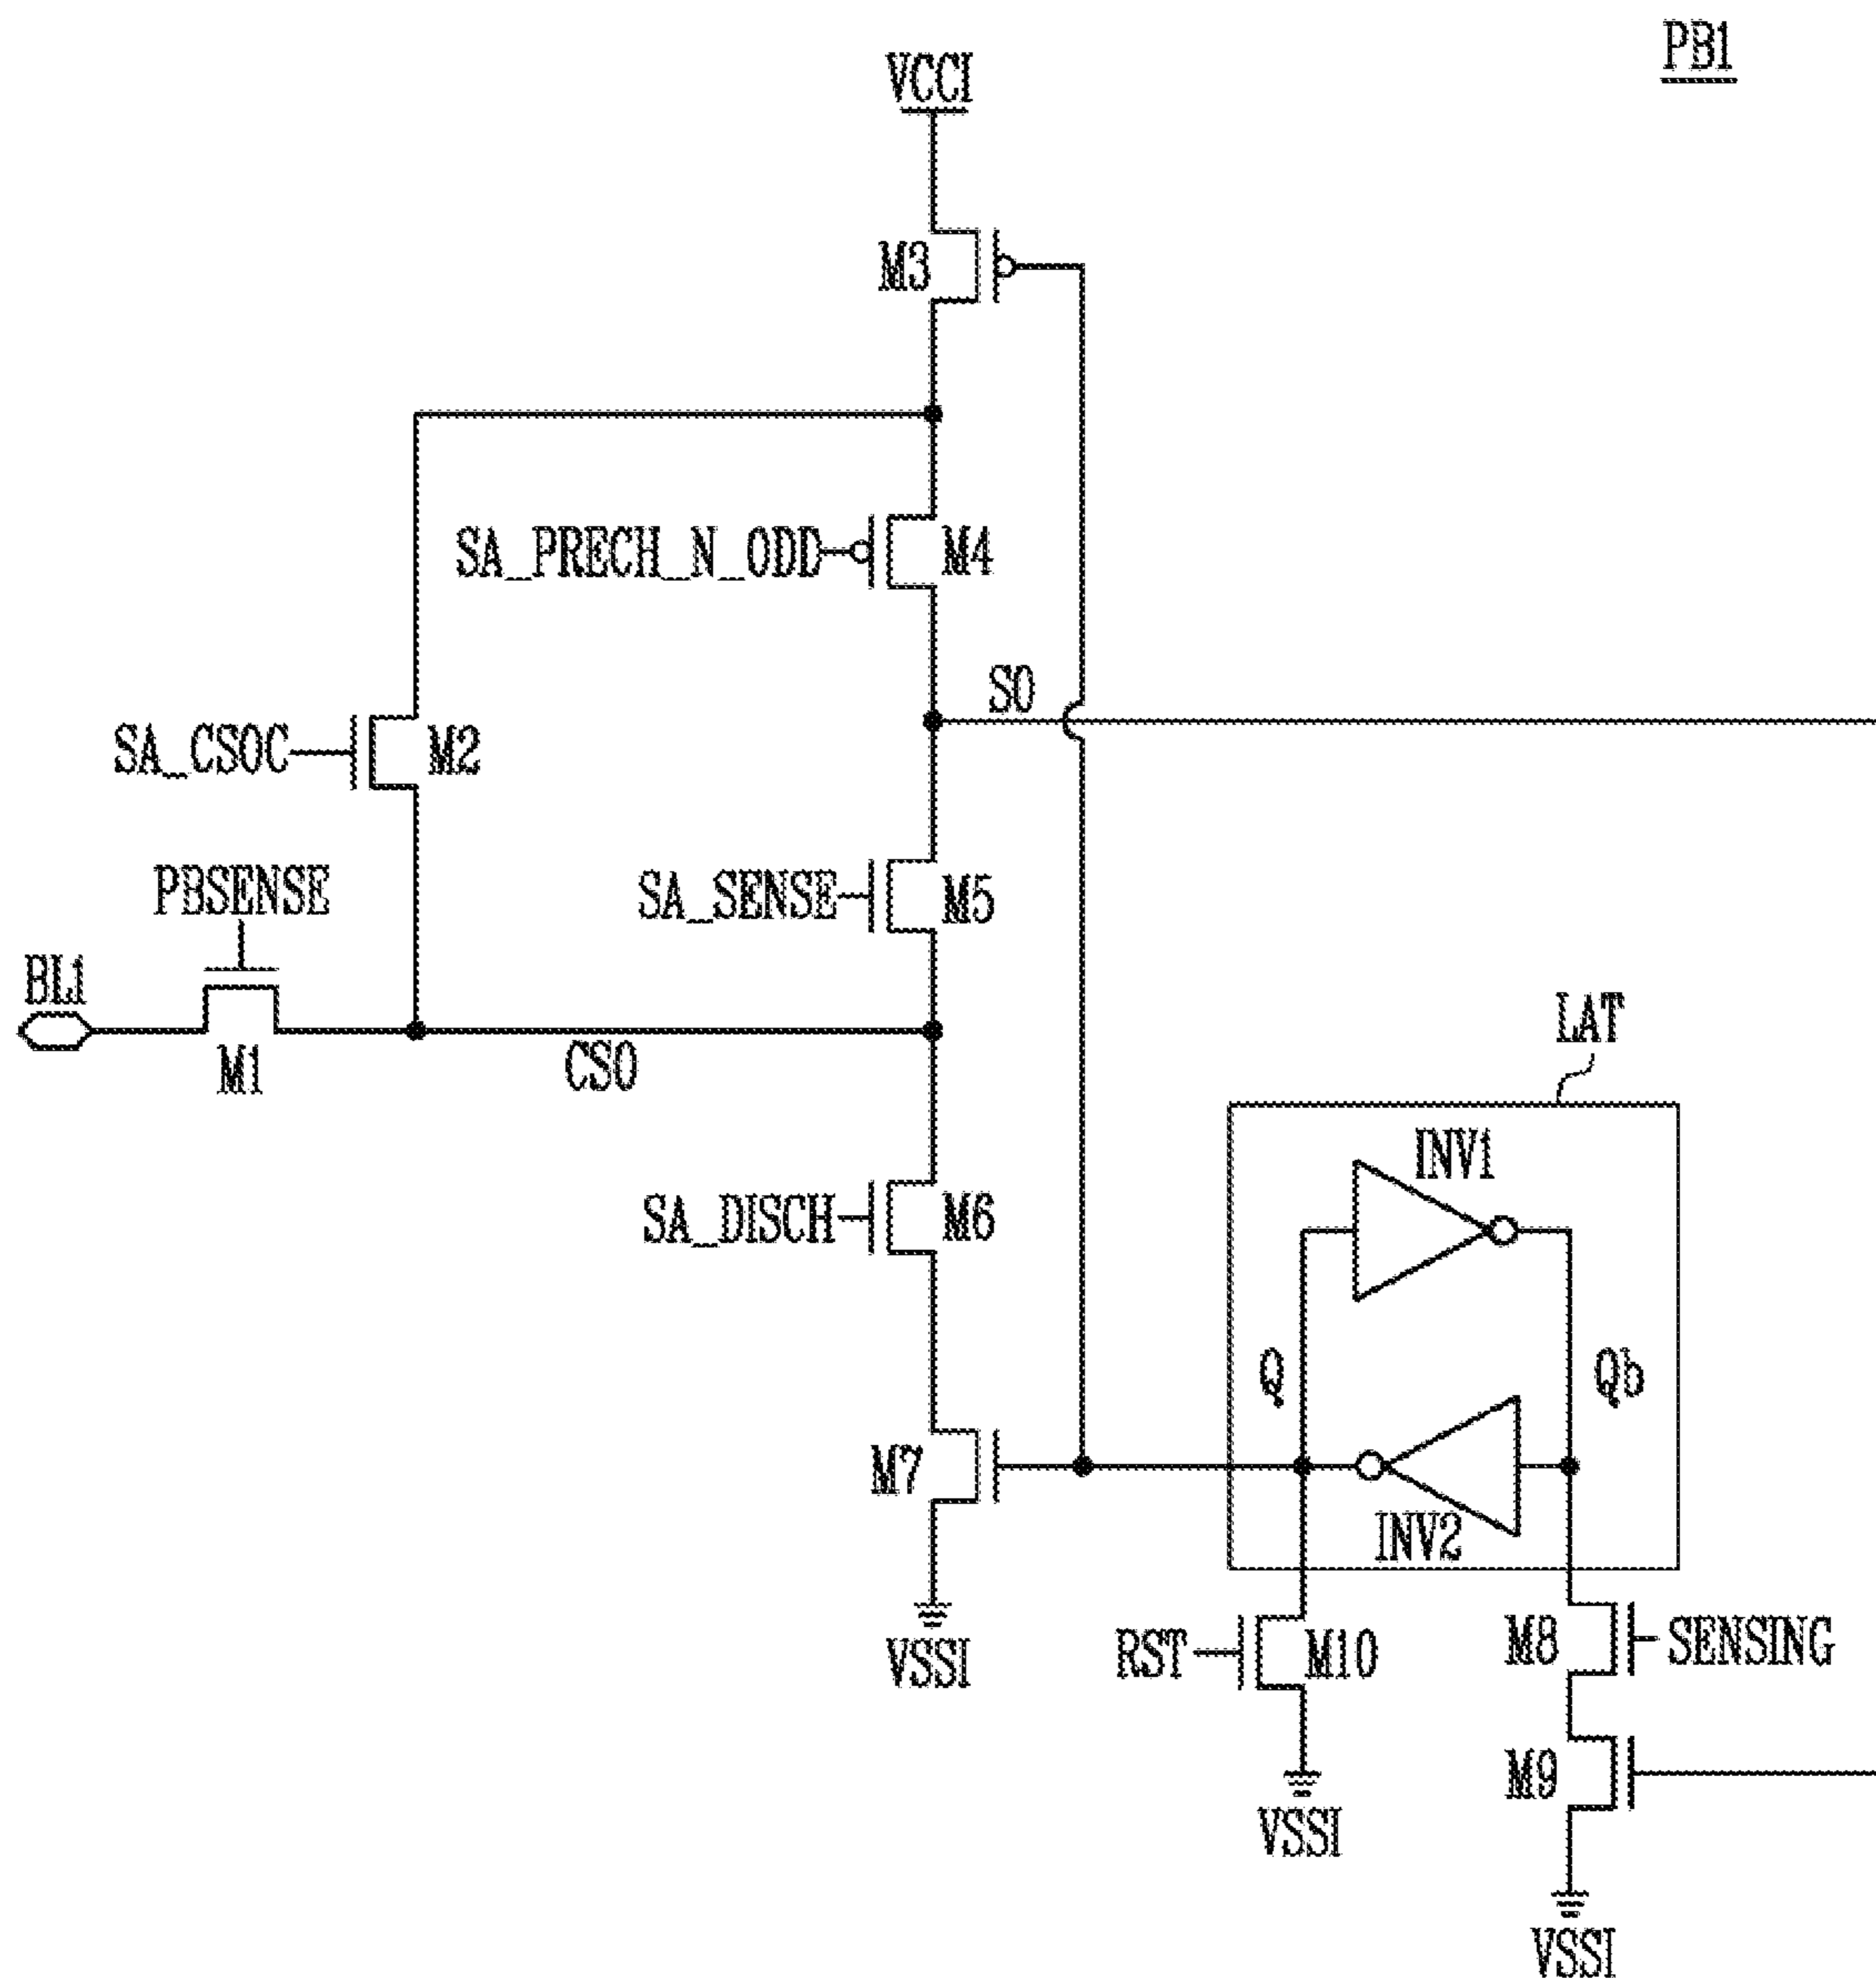 PB1
VCCI
M3
SA_PRECH_N_ODD
M4
SO
SA_CSOC
M2
PBSENSE
SA_SENSE
M5
BL1
M1
CSO
LAT
INV1
SA_DISCH
M6
Q
Qb
M7
INV2
VSSI
RST
M10
M8
SENSING
M9
VSSI
VSSI